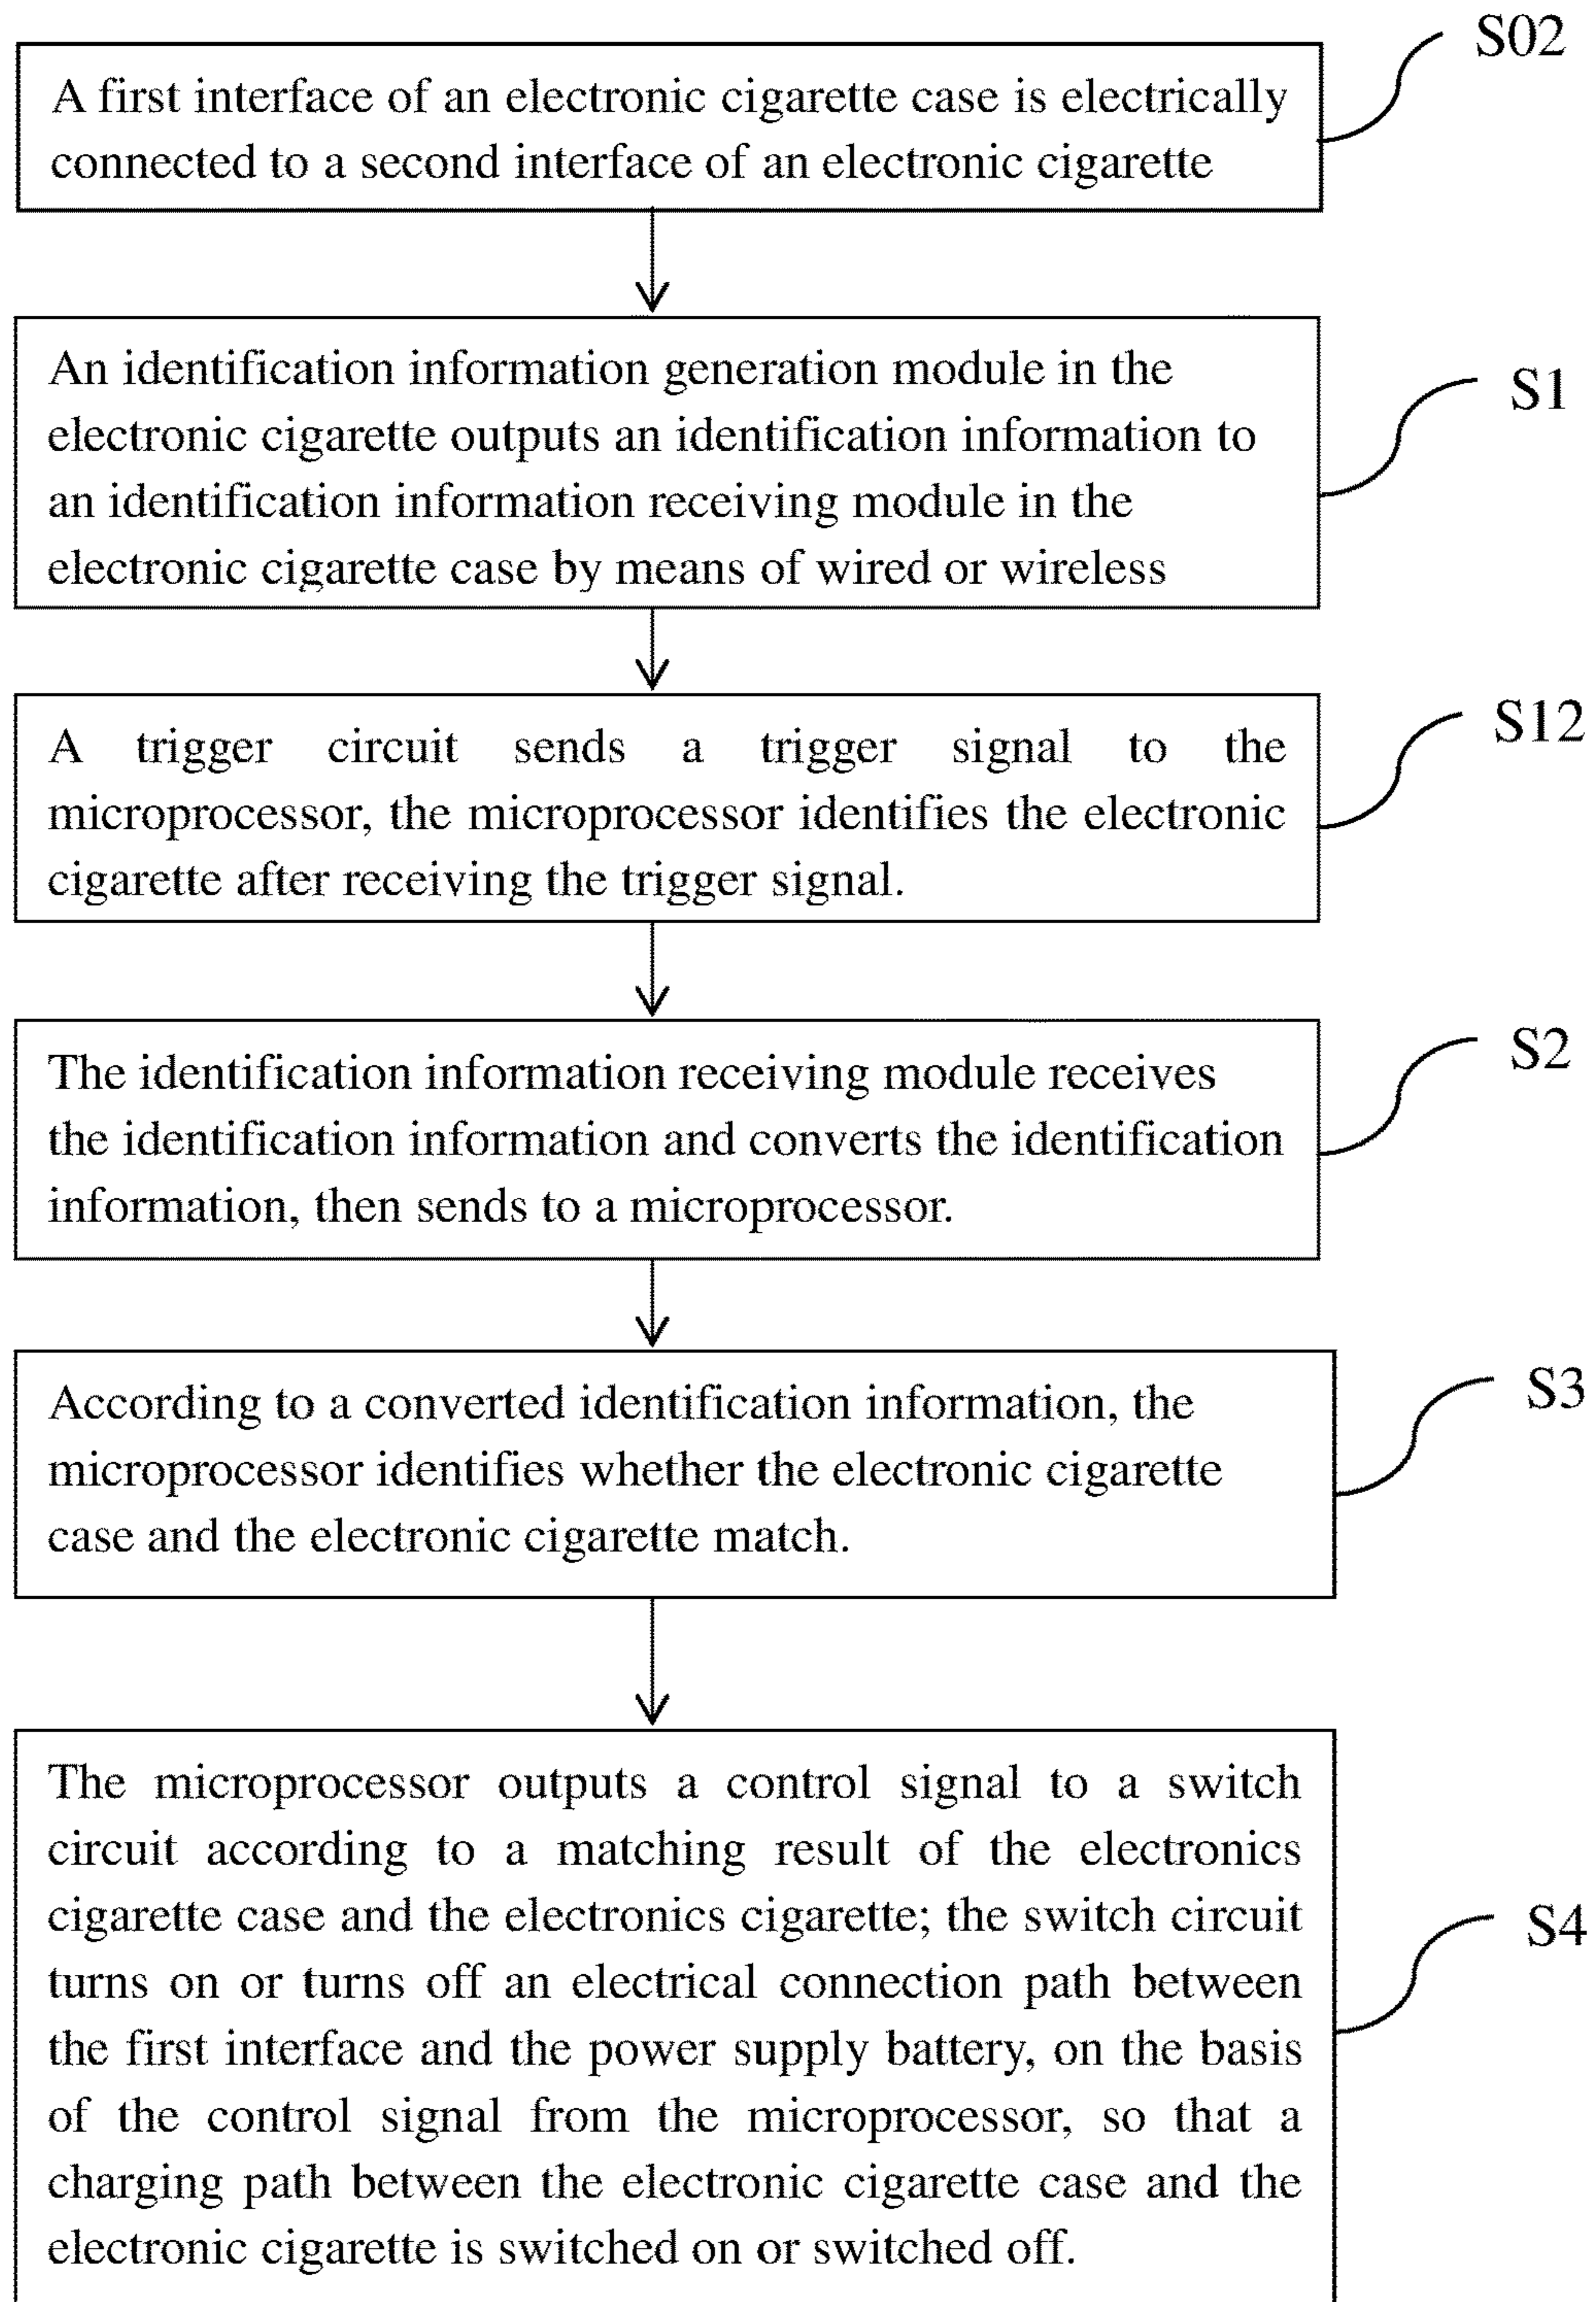 S02
A first interface of an electronic cigarette case is electrically
connected to a second interface of an electronic cigarette
An identification information generation module in the
S1
electronic cigarette outputs an identification information to
an identification information receiving module in the
electronic cigarette case by means of wired or wireless
S12
A trigger circuit sends a trigger signal to the
microprocessor, the microprocessor identifies the electronic
cigarette after receiving the trigger signal.
S2
The identification information receiving module receives
the identification information and converts the identification
information, then sends to a microprocessor.
S3
According to a converted identification information, the
microprocessor identifies whether the electronic cigarette
case and the electronic cigarette match.
The microprocessor outputs a control signal to a switch
circuit according to a matching result of the electronics
cigarette case and the electronics cigarette; the switch circuit
S4
turns on or turns off an electrical connection path between
the first interface and the power supply battery, on the basis
of the control signal from the microprocessor, so that a
charging path between the electronic cigarette case and the
electronic cigarette is switched on or switched off.